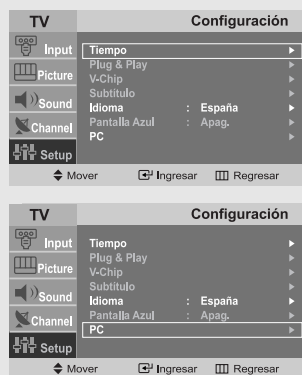 TV Configuración
Input
Picture
Sound
Channel
Setup
Tiempo
Plug & Play
V-Chip
Subtítulo
Idioma : España
Pantalla Azul : Apag.
PC
Mover Ingresar Regresar
TV Configuración
Input
Picture
Sound
Channel
Setup
Tiempo
Plug & Play
V-Chip
Subtítulo
Idioma : España
Pantalla Azul : Apag.
PC
Mover Ingresar Regresar